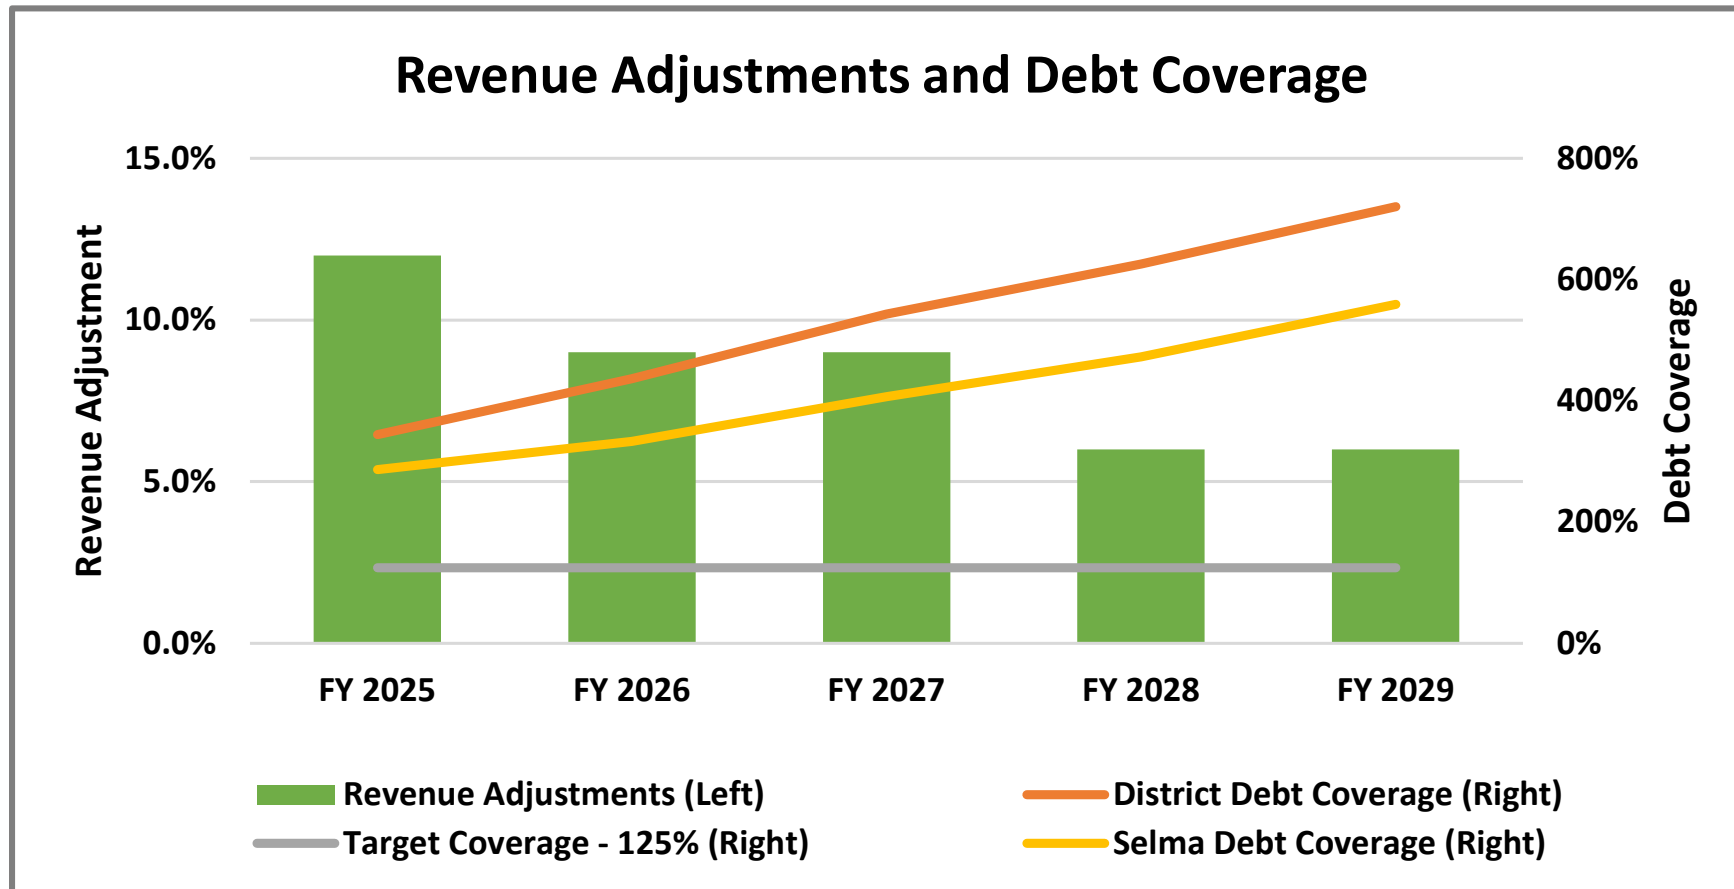 Revenue Adjustments and Debt Coverage
15.0%
10.0%
5.0%
0.0%
Revenue Adjustment
800%
600%
400%
200%
0%
Debt Coverage
FY 2025 FY 2026 FY 2027 FY 2028 FY 2029
Revenue Adjustments (Left) District Debt Coverage (Right)
Target Coverage - 125% (Right) Selma Debt Coverage (Right)